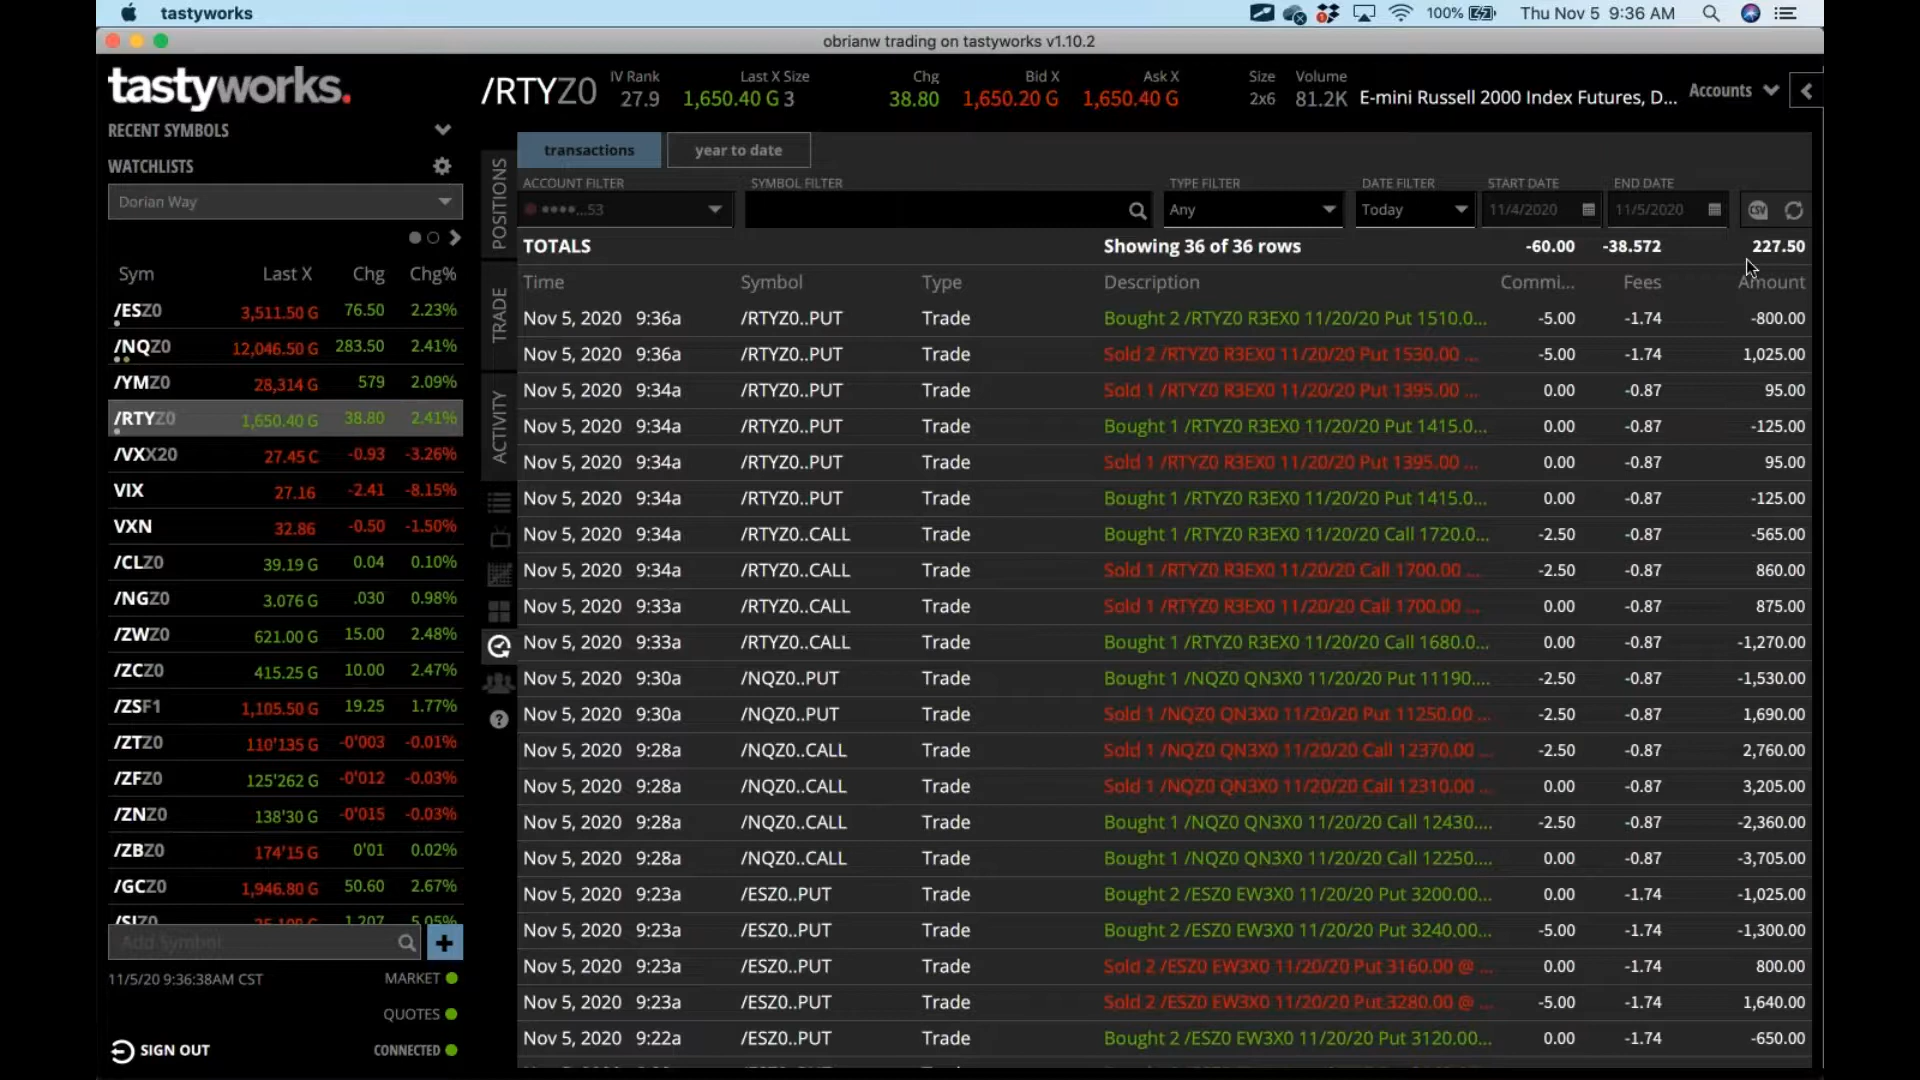 tastyworks
100%
Thu Nov 5 9:36 AM
obrianw trading on tastyworks v1.10.2
tastyworks.
/RTYZ0
IV Rank
27.9
Last X Size
1,650.40 G 3
Chg
38.80
Bid X
1,650.20 G
Ask X
1,650.40 G
Size
2x6
Volume
81.2K
E-mini Russell 2000 Index Futures, D...
Accounts
RECENT SYMBOLS
WATCHLISTS
Dorian Way
Sym Last X Chg Chg%
/ESZ0 3,511.50 G 76.50 2.23%
/NQZ0 12,046.50 G 283.50 2.41%
/YMZ0 28,314 G 579 2.09%
/RTYZ0 1,650.40 G 38.80 2.41%
/VXX20 27.45 C -0.93 -3.26%
VIX 27.16 -2.41 -8.15%
VXN 32.86 -0.50 -1.50%
/CLZ0 39.19 G 0.04 0.10%
/NGZ0 3.076 G .030 0.98%
/ZWZ0 621.00 G 15.00 2.48%
/ZCZ0 415.25 G 10.00 2.47%
/ZSF1 1,105.50 G 19.25 1.77%
/ZTZ0 110'135 G -0'003 -0.01%
/ZFZ0 125'262 G -0'012 -0.03%
/ZNZ0 138'30 G -0'015 -0.03%
/ZBZ0 174'15 G 0'01 0.02%
/GCZ0 1,946.80 G 50.60 2.67%
/SIZ0 1.207 5.05%
Add Symbol
11/5/20 9:36:38AM CST
MARKET
QUOTES
SIGN OUT
CONNECTED
POSITIONS
TRADE
ACTIVITY
transactions
year to date
ACCOUNT FILTER SYMBOL FILTER TYPE FILTER DATE FILTER START DATE END DATE
••••...53 Any Today 11/4/2020 11/5/2020 CSV
TOTALS Showing 36 of 36 rows -60.00 -38.572 227.50
Time Symbol Type Description Commi... Fees Amount
Nov 5, 2020 9:36a /RTYZ0..PUT Trade Bought 2 /RTYZ0 R3EX0 11/20/20 Put 1510.0... -5.00 -1.74 -800.00
Nov 5, 2020 9:36a /RTYZ0..PUT Trade Sold 2 /RTYZ0 R3EX0 11/20/20 Put 1530.00 ... -5.00 -1.74 1,025.00
Nov 5, 2020 9:34a /RTYZ0..PUT Trade Sold 1 /RTYZ0 R3EX0 11/20/20 Put 1395.00 ... 0.00 -0.87 95.00
Nov 5, 2020 9:34a /RTYZ0..PUT Trade Bought 1 /RTYZ0 R3EX0 11/20/20 Put 1415.0... 0.00 -0.87 -125.00
Nov 5, 2020 9:34a /RTYZ0..PUT Trade Sold 1 /RTYZ0 R3EX0 11/20/20 Put 1395.00 ... 0.00 -0.87 95.00
Nov 5, 2020 9:34a /RTYZ0..PUT Trade Bought 1 /RTYZ0 R3EX0 11/20/20 Put 1415.0... 0.00 -0.87 -125.00
Nov 5, 2020 9:34a /RTYZ0..CALL Trade Bought 1 /RTYZ0 R3EX0 11/20/20 Call 1720.0... -2.50 -0.87 -565.00
Nov 5, 2020 9:34a /RTYZ0..CALL Trade Sold 1 /RTYZ0 R3EX0 11/20/20 Call 1700.00 ... -2.50 -0.87 860.00
Nov 5, 2020 9:33a /RTYZ0..CALL Trade Sold 1 /RTYZ0 R3EX0 11/20/20 Call 1700.00 ... 0.00 -0.87 875.00
Nov 5, 2020 9:33a /RTYZ0..CALL Trade Bought 1 /RTYZ0 R3EX0 11/20/20 Call 1680.0... 0.00 -0.87 -1,270.00
Nov 5, 2020 9:30a /NQZ0..PUT Trade Bought 1 /NQZ0 QN3X0 11/20/20 Put 11190.... -2.50 -0.87 -1,530.00
Nov 5, 2020 9:30a /NQZ0..PUT Trade Sold 1 /NQZ0 QN3X0 11/20/20 Put 11250.00 ... -2.50 -0.87 1,690.00
Nov 5, 2020 9:28a /NQZ0..CALL Trade Sold 1 /NQZ0 QN3X0 11/20/20 Call 12370.00 ... -2.50 -0.87 2,760.00
Nov 5, 2020 9:28a /NQZ0..CALL Trade Sold 1 /NQZ0 QN3X0 11/20/20 Call 12310.00 ... 0.00 -0.87 3,205.00
Nov 5, 2020 9:28a /NQZ0..CALL Trade Bought 1 /NQZ0 QN3X0 11/20/20 Call 12430.... -2.50 -0.87 -2,360.00
Nov 5, 2020 9:28a /NQZ0..CALL Trade Bought 1 /NQZ0 QN3X0 11/20/20 Call 12250.... 0.00 -0.87 -3,705.00
Nov 5, 2020 9:23a /ESZ0..PUT Trade Bought 2 /ESZ0 EW3X0 11/20/20 Put 3200.00... 0.00 -1.74 -1,025.00
Nov 5, 2020 9:23a /ESZ0..PUT Trade Bought 2 /ESZ0 EW3X0 11/20/20 Put 3240.00... -5.00 -1.74 -1,300.00
Nov 5, 2020 9:23a /ESZ0..PUT Trade Sold 2 /ESZ0 EW3X0 11/20/20 Put 3160.00 @ ... 0.00 -1.74 800.00
Nov 5, 2020 9:23a /ESZ0..PUT Trade Sold 2 /ESZ0 EW3X0 11/20/20 Put 3280.00 @ ... -5.00 -1.74 1,640.00
Nov 5, 2020 9:22a /ESZ0..PUT Trade Bought 2 /ESZ0 EW3X0 11/20/20 Put 3120.00... 0.00 -1.74 -650.00